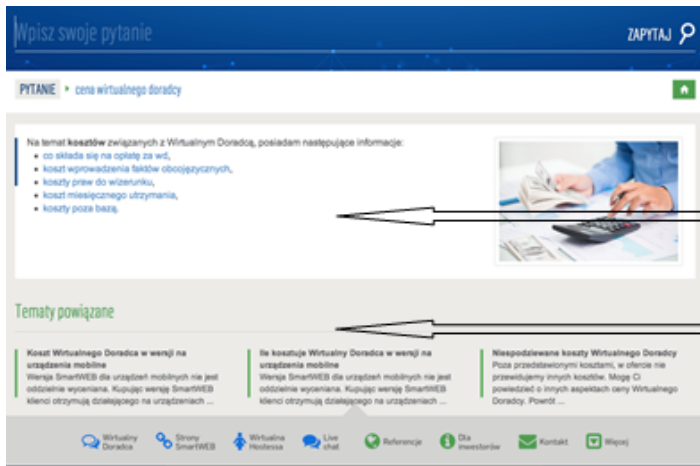 Wpisz swoje pytanie
ZAPYTAJ
PYTANIE
cena wirtualnego doradcy
Na temat kosztów związanych z Wirtualnym Doradcą, posiadam następujące informacje:
co składa się na opłatę za wd,
koszt wprowadzenia faktów obcojęzycznych,
koszty praw do wizerunku,
koszt miesięcznego utrzymania,
koszty poza bazą.
Tematy powiązane
Koszt Wirtualnego Doradca w wersji na
urządzenia mobilne
Wersja SmartWEB dla urządzeń mobilnych nie jest
oddzielnie wyceniana. Kupując wersję SmartWEB
klienci otrzymują działającego na urządzeniach ...
Ile kosztuje Wirtualny Doradca w wersji na
urządzenia mobilne
Wersja SmartWEB dla urządzeń mobilnych nie jest
oddzielnie wyceniana. Kupując wersję SmartWEB
klienci otrzymują działającego na urządzeniach ...
Niespodziewane koszty Wirtualnego Doradcy
Poza przedstawionymi kosztami, w ofercie nie
przewidujemy innych kosztów. Mogę Ci
powiedzieć o innych aspektach ceny Wirtualnego
Doradcy. Powrót ...
Wirtualny
Doradca
Strony
SmartWEB
Wirtualna
Hostessa
Live
chat
Referencje
Dla
inwestorów
Kontakt
Więcej